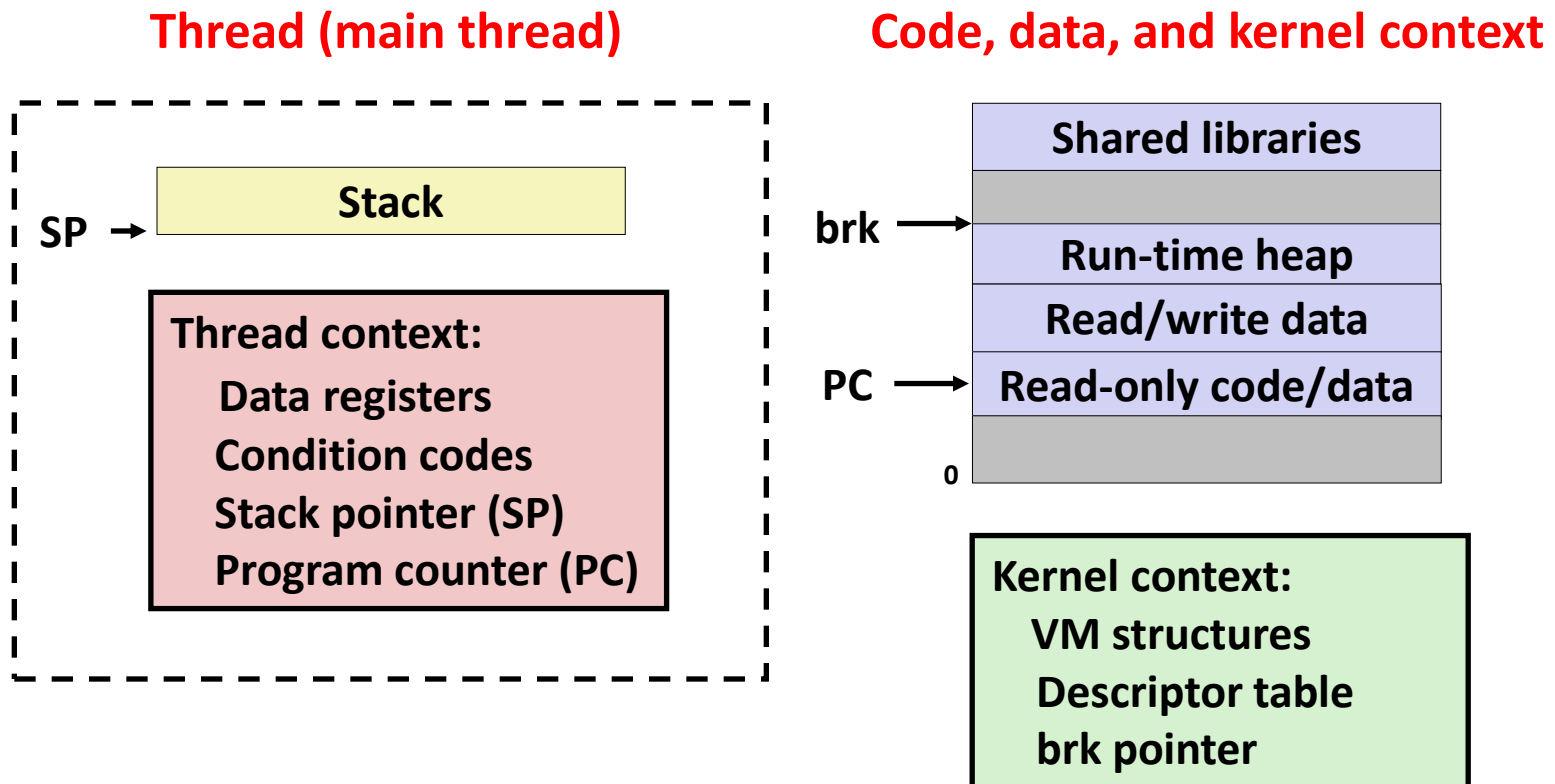 Thread (main thread)
Stack
SP
Thread context:
Data registers
Condition codes
Stack pointer (SP)
Program counter (PC)
Code, data, and kernel context
Shared libraries
brk
Run-time heap
Read/write data
PC
Read-only code/data
0
Kernel context:
VM structures
Descriptor table
brk pointer